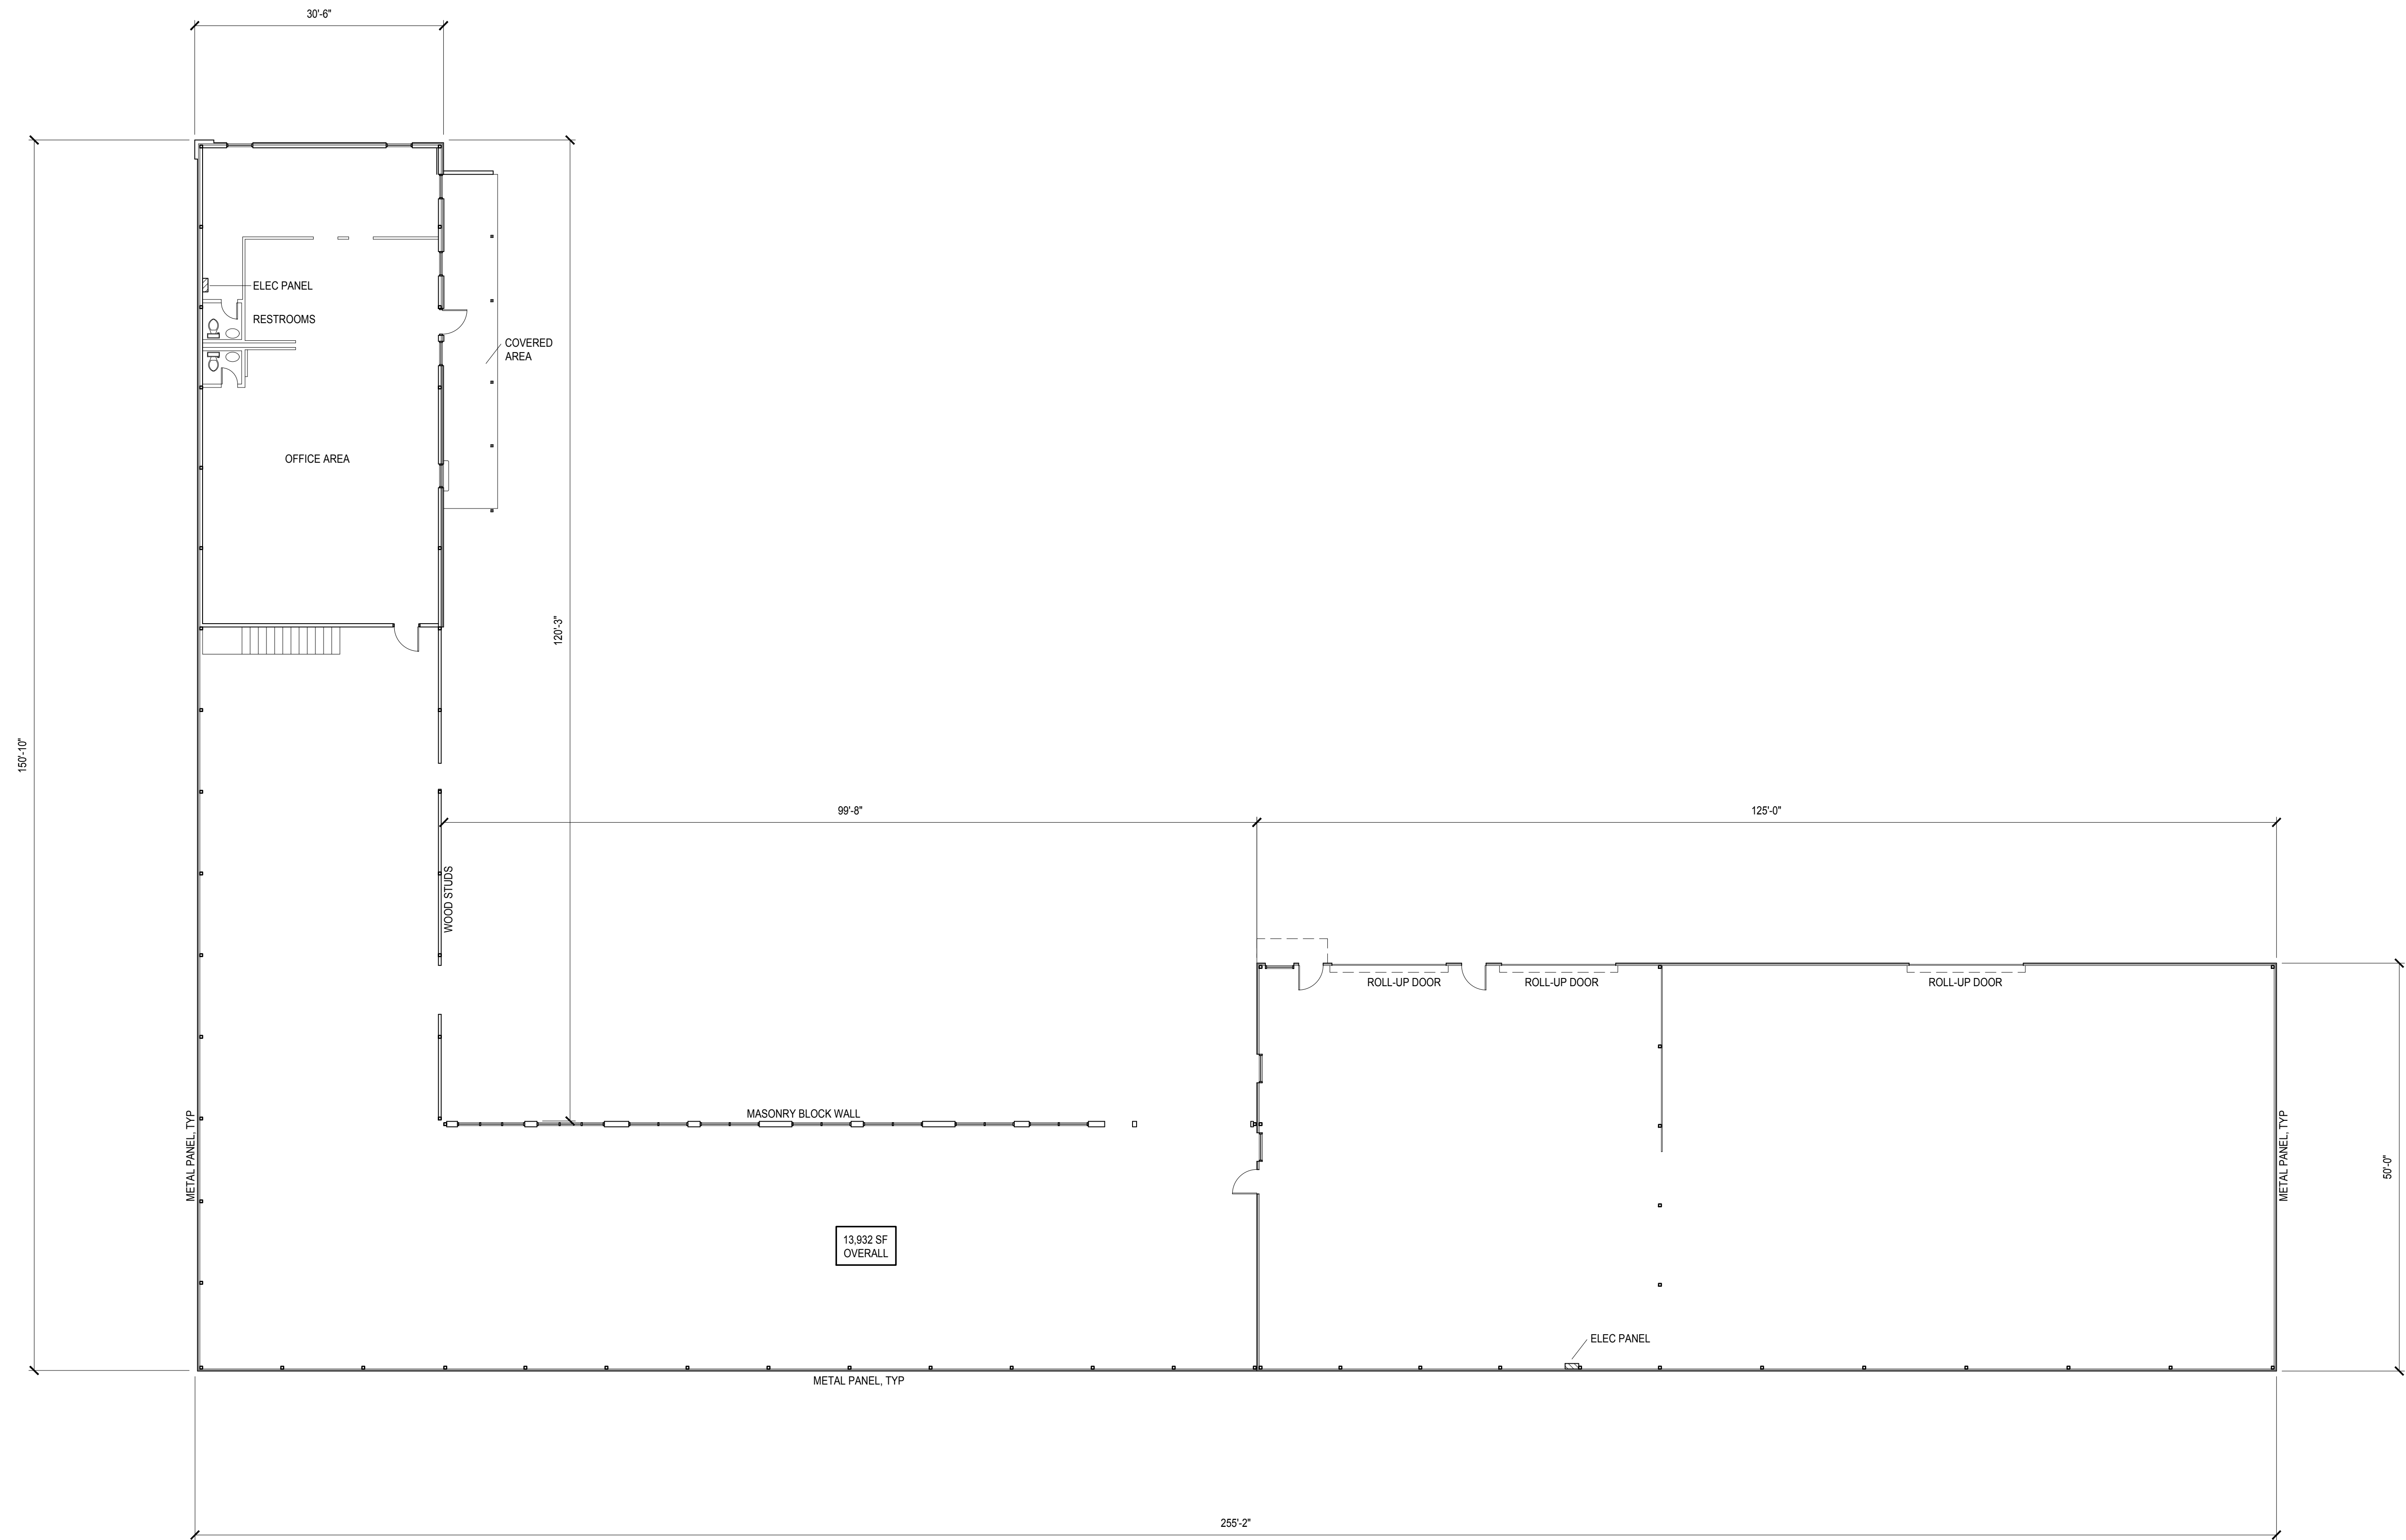 30'-6"
ELEC PANEL
RESTROOMS
COVERED
AREA
OFFICE AREA
120'-3"
150'-10"
99'-8"
125'-0"
WOOD STUDS
ROLL-UP DOOR
ROLL-UP DOOR
ROLL-UP DOOR
MASONRY BLOCK WALL
METAL PANEL, TYP
METAL PANEL, TYP
50'-0"
13,932 SF
OVERALL
ELEC PANEL
METAL PANEL, TYP
255'-2"